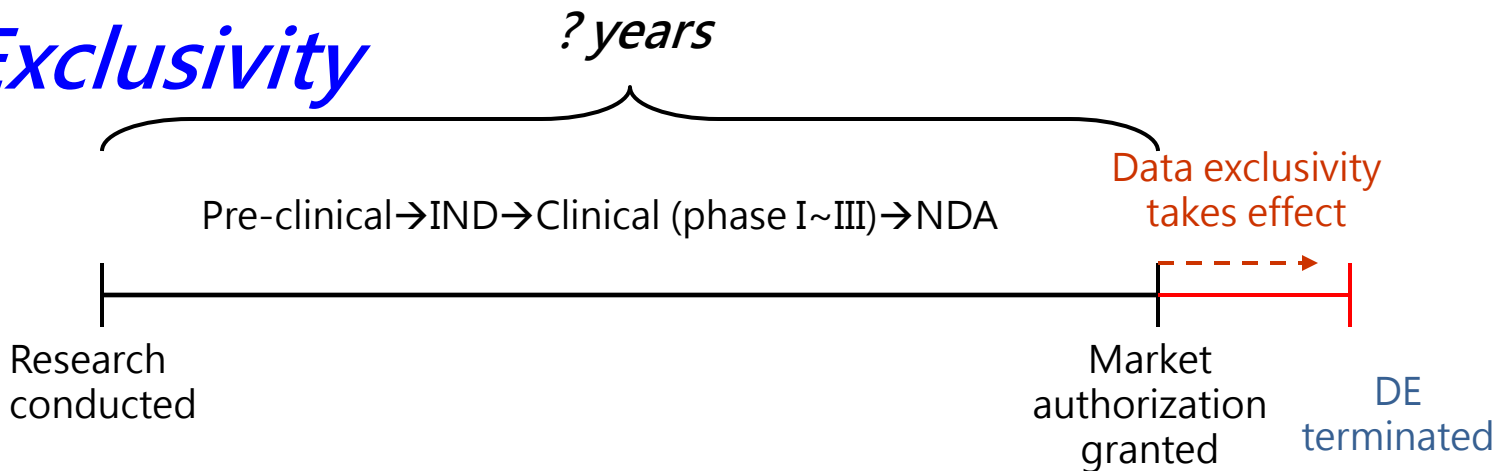 Exclusivity
? years
Data exclusivity
takes effect
Pre-clinical→IND→Clinical (phase I~III)→NDA
Research
conducted
Market
authorization
granted
DE
terminated